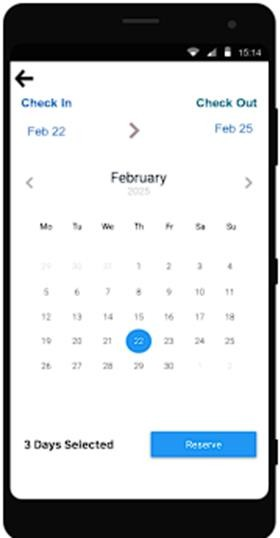 15:14
Check In Check Out
Feb 22 Feb 25
February
2025
Mo Tu We Th Fr Sa Su
29 30 31 1 2 3 4
5 6 7 8 9 10 11
12 13 14 15 16 17 18
19 20 21 22 23 24 25
26 27 28 29 30 1 2
3 Days Selected Reserve